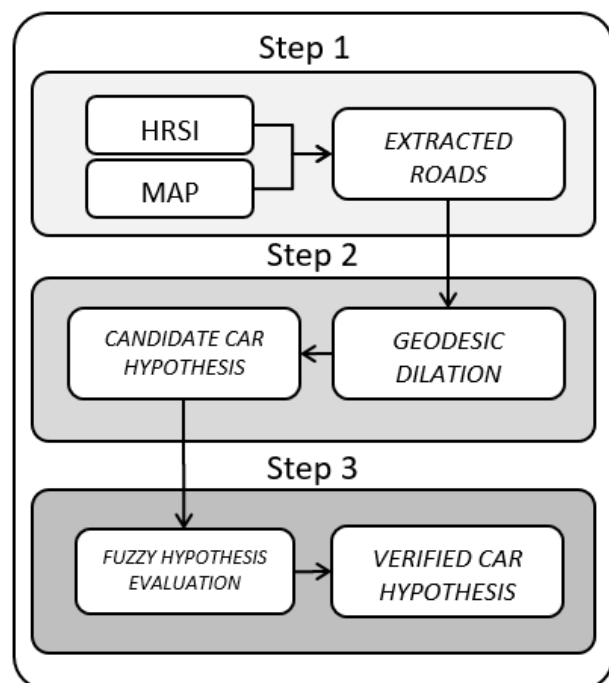 Step 1
HRSI
MAP
EXTRACTED
ROADS
Step 2
CANDIDATE CAR
HYPOTHESIS
GEODESIC
DILATION
Step 3
FUZZY HYPOTHESIS
EVALUATION
VERIFIED CAR
HYPOTHESIS